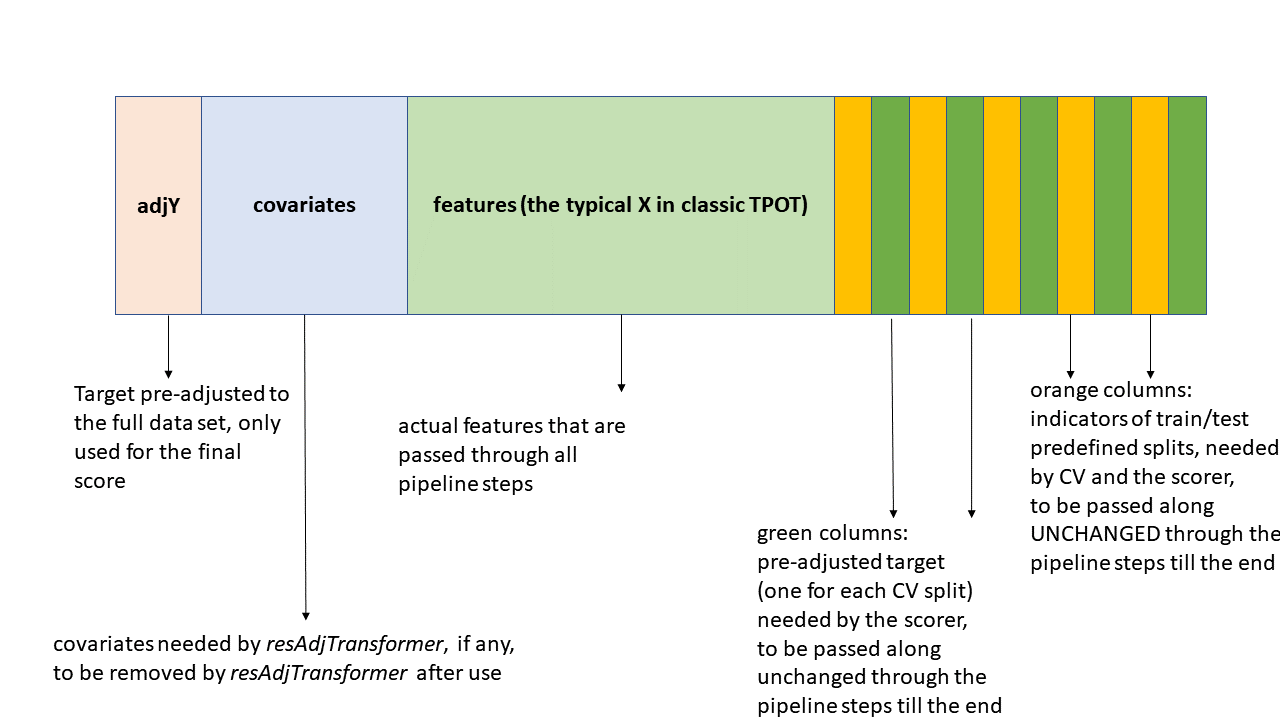 adjY
covariates
features (the typical X in classic TPOT)
Target pre-adjusted to
the full data set, only
used for the final
score
actual features that are
passed through all
pipeline steps
orange columns:
indicators of train/test
predefined splits, needed
by CV and the scorer,
to be passed along
UNCHANGED through the
pipeline steps till the end
green columns:
pre-adjusted target
(one for each CV split)
needed by the scorer,
to be passed along
unchanged through the
pipeline steps till the end
covariates needed by resAdjTransformer, if any,
to be removed by resAdjTransformer after use